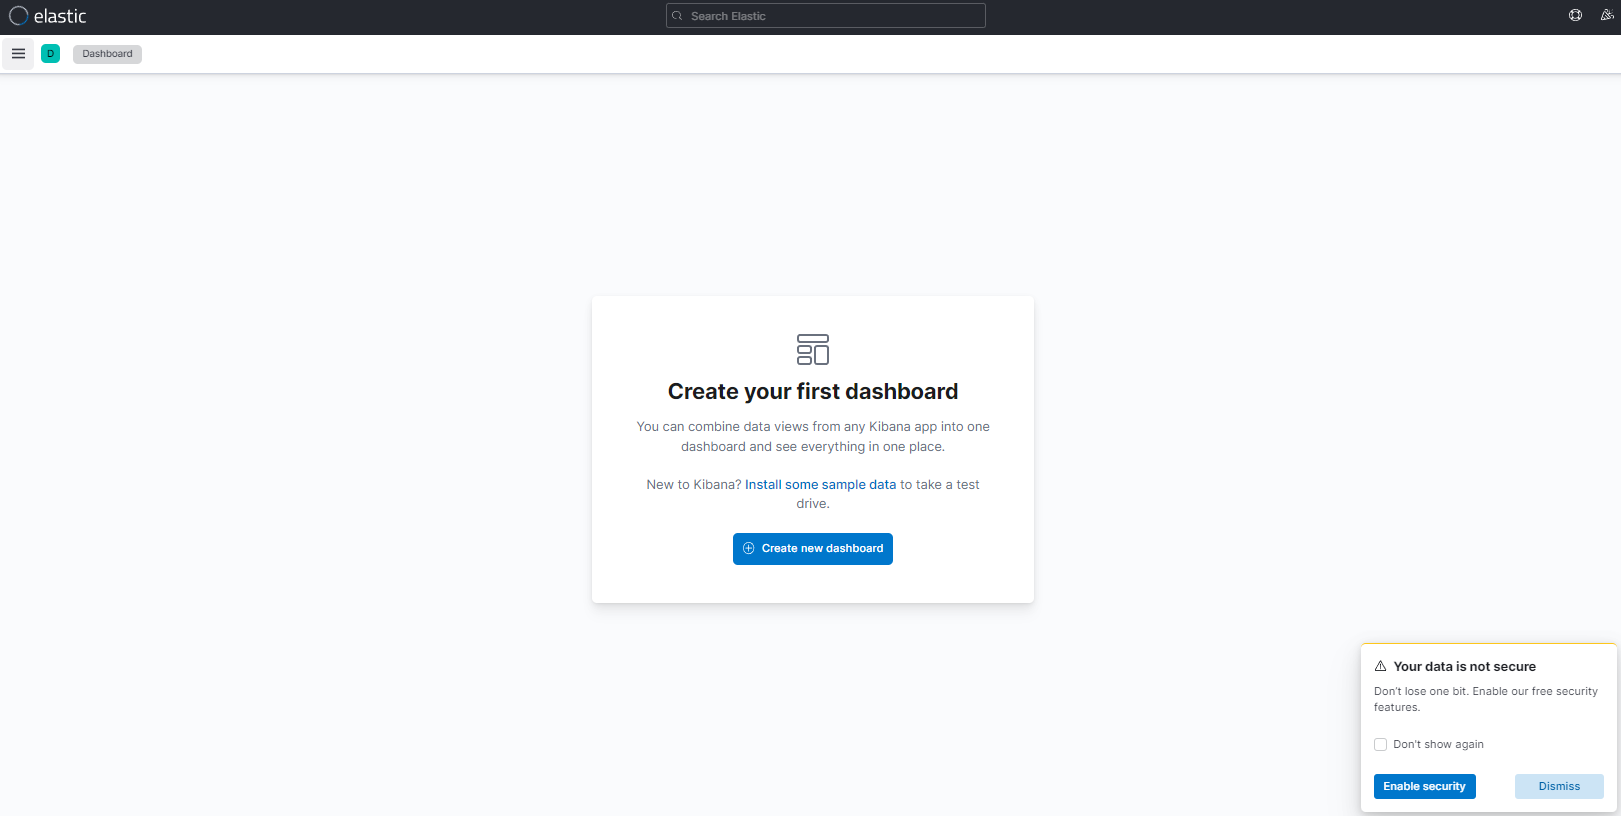 elastic
Search Elastic
D
Dashboard
Create your first dashboard
You can combine data views from any Kibana app into one
dashboard and see everything in one place.
New to Kibana? Install some sample data to take a test
drive.
Create new dashboard
Your data is not secure
Don't lose one bit. Enable our free security
features.
Don't show again
Enable security
Dismiss